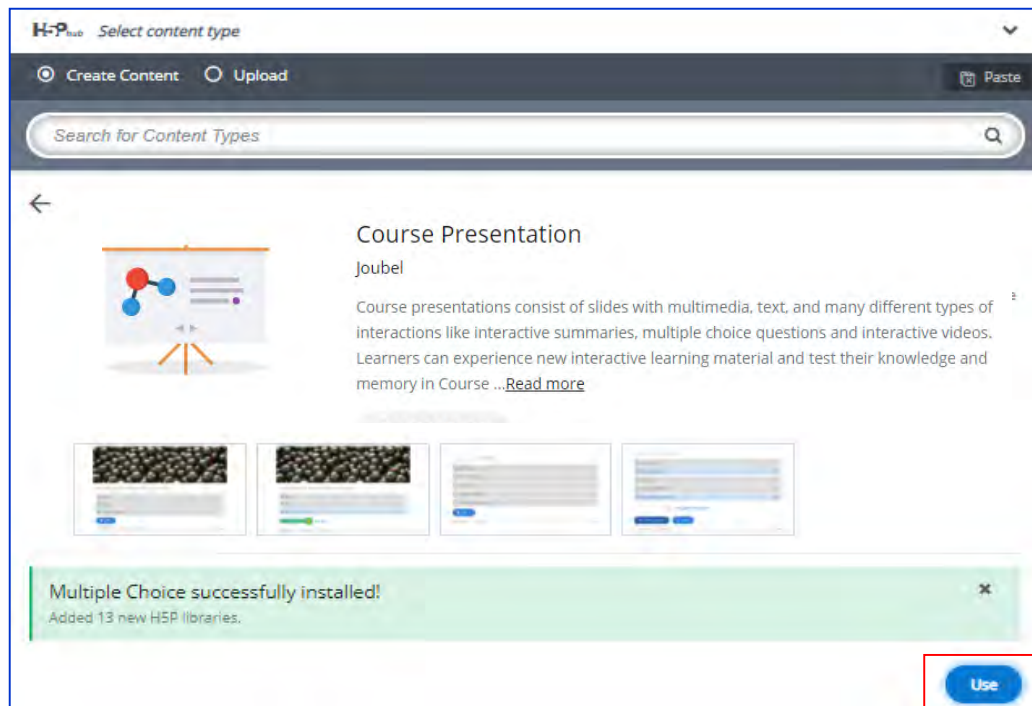 H5P hub Select content type
Create Content Upload Paste
Search for Content Types
Course Presentation
Joubel
Course presentations consist of slides with multimedia, text, and many different types of
interactions like interactive summaries, multiple choice questions and interactive videos.
Learners can experience new interactive learning material and test their knowledge and
memory in Course ...Read more
Multiple Choice successfully installed!
Added 13 new H5P libraries.
Use